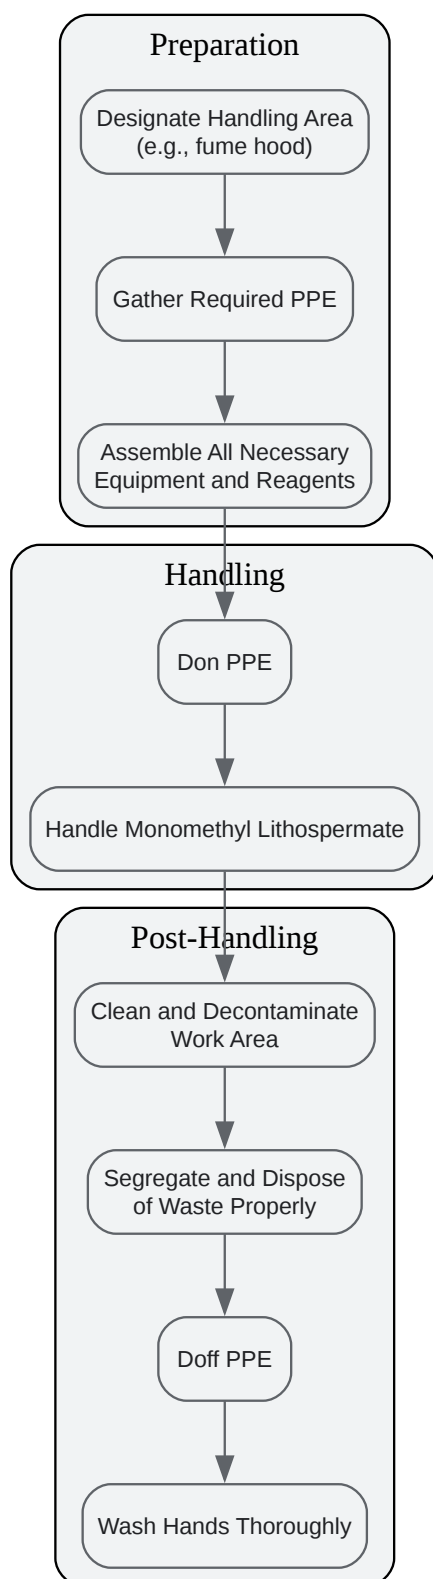 Preparation
Designate Handling Area
(e.g., fume hood)
Gather Required PPE
Assemble All Necessary
Equipment and Reagents
Handling
Don PPE
Handle Monomethyl Lithospermate
Post-Handling
Clean and Decontaminate
Work Area
Segregate and Dispose
of Waste Properly
Doff PPE
Wash Hands Thoroughly